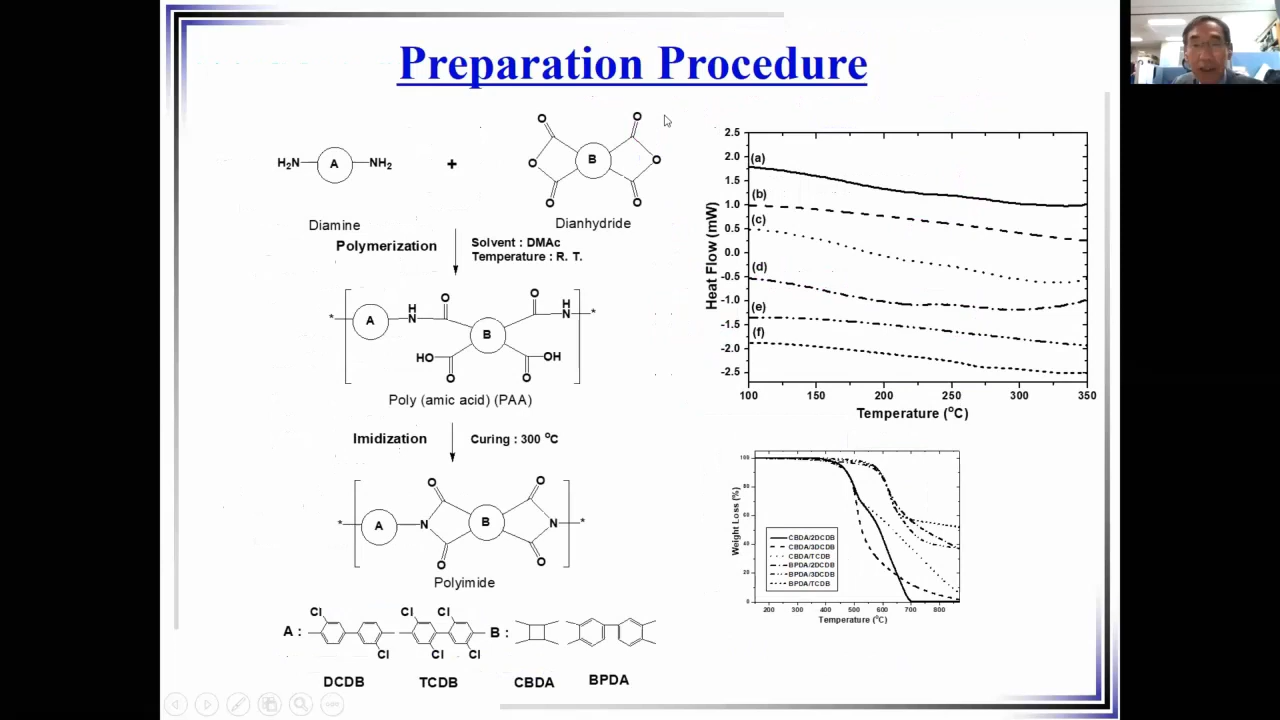 Preparation Procedure
H₂N
A
NH₂
+
O
O
O
O
B
O
O
Diamine
Dianhydride
Polymerization
Solvent : DMAc
Temperature : R. T.
*
A
H
N
O
B
O
H
N
*
HO
O
O
OH
Poly (amic acid) (PAA)
Imidization
Curing : 300 °C
*
A
N
O
O
B
O
O
N
*
Polyimide
A :
Cl
Cl
Cl
Cl
Cl
Cl
B :
DCDB
TCDB
CBDA
BPDA
2.5
2.0
1.5
1.0
0.5
0.0
-0.5
-1.0
-1.5
-2.0
-2.5
Heat Flow (mW)
(a)
(b)
(c)
(d)
(e)
(f)
100 150 200 250 300 350
Temperature (°C)
100
80
60
40
20
0
Weight Loss (%)
CBDA/2DCDB
CBDA/3DCDB
CBDA/TCDB
BPDA/2DCDB
BPDA/3DCDB
BPDA/TCDB
200 300 400 500 600 700 800
Temperature (°C)